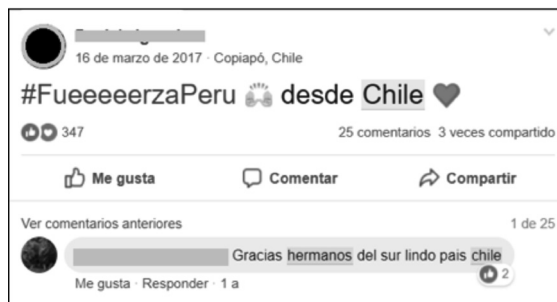 16 de marzo de 2017 · Copiapó, Chile
#FueeeeerzaPeru 🙌 desde Chile ❤
347 25 comentarios 3 veces compartido
Me gusta Comentar Compartir
Ver comentarios anteriores 1 de 25
Gracias hermanos del sur lindo pais chile
2
Me gusta · Responder · 1 a